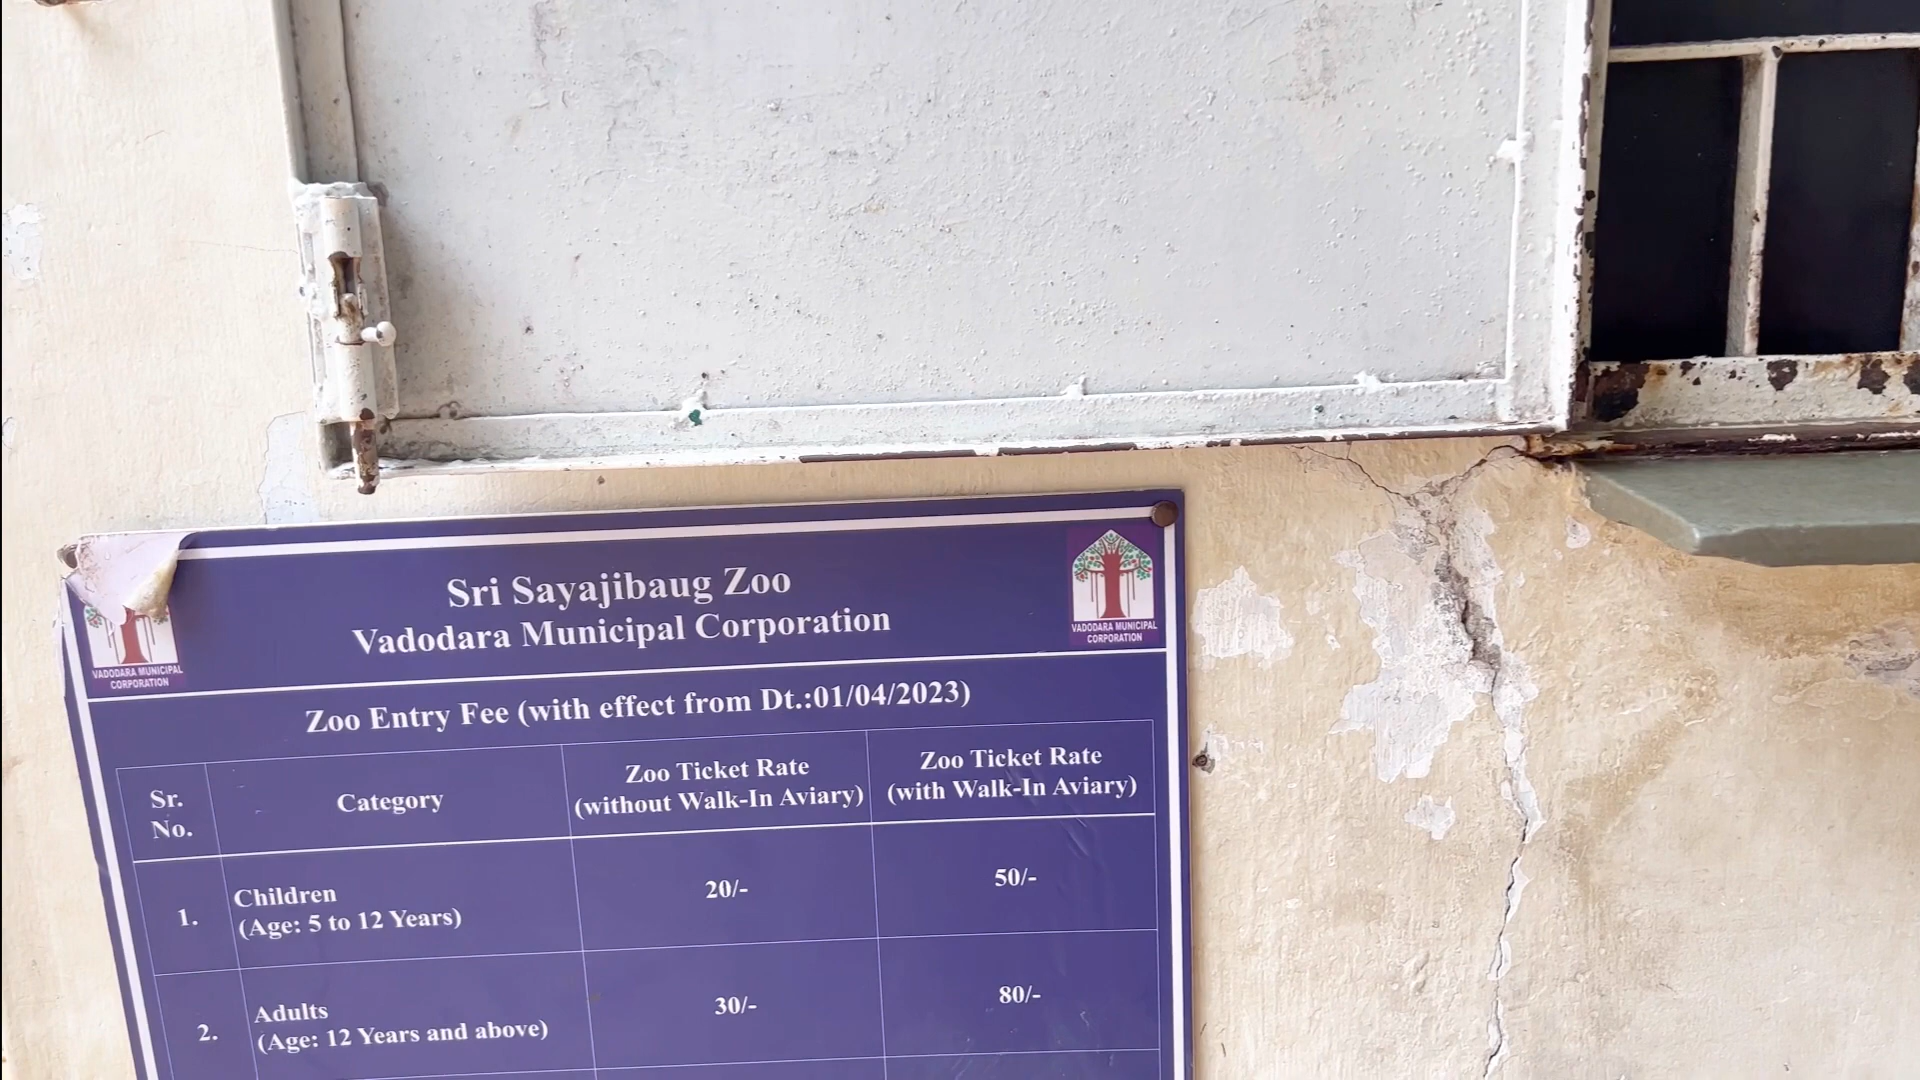 Sri Sayajibaug Zoo
Vadodara Municipal Corporation
VADODARA MUNICIPAL
CORPORATION
VADODARA MUNICIPAL
CORPORATION
Zoo Entry Fee (with effect from Dt.:01/04/2023)
Sr.
No.
Category
Zoo Ticket Rate
(without Walk-In Aviary)
Zoo Ticket Rate
(with Walk-In Aviary)
1.
Children
(Age: 5 to 12 Years)
20/-
50/-
2.
Adults
(Age: 12 Years and above)
30/-
80/-